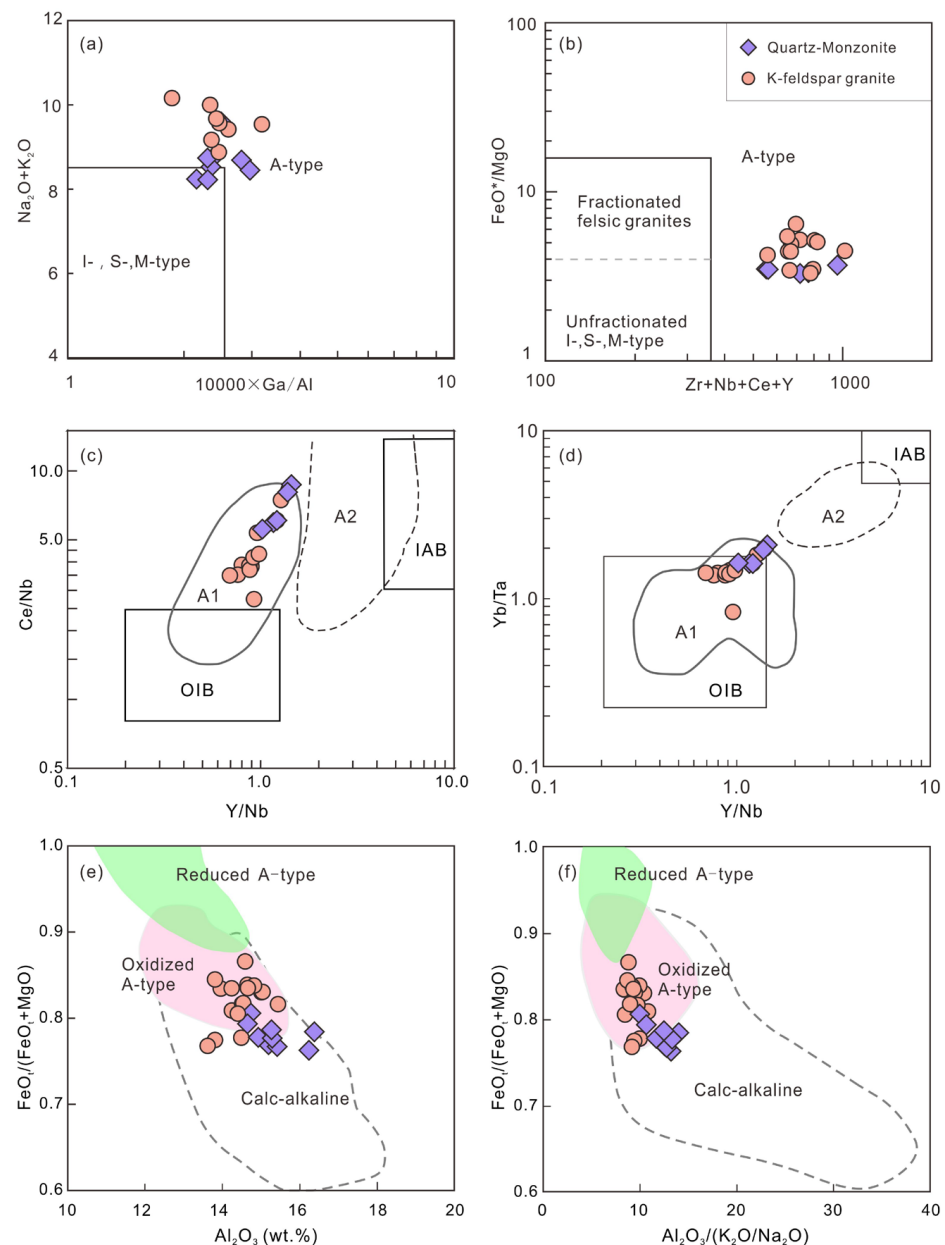 (a)
12
10
8
6
4
Na₂O+K₂O
A-type
I- , S-,M-type
1
10000×Ga/Al
10
(b)
Quartz-Monzonite
K-feldspar granite
100
10
1
FeO*/MgO
A-type
Fractionated
felsic granites
Unfractionated
I-,S-,M-type
100
Zr+Nb+Ce+Y
1000
(c)
10.0
5.0
0.5
Ce/Nb
A2
IAB
A1
OIB
0.1
1.0
10.0
Y/Nb
(d)
10
1.0
0.1
Yb/Ta
IAB
A2
A1
OIB
0.1
1.0
10
Y/Nb
(e)
1.0
0.9
0.8
0.7
0.6
FeOₜ/(FeOₜ+MgO)
Reduced A-type
Oxidized
A-type
Calc-alkaline
10
12
14
16
18
20
22
Al₂O₃(wt.%)
(f)
1.0
0.9
0.8
0.7
0.6
FeOₜ/(FeOₜ+MgO)
Reduced A-type
Oxidized
A-type
Calc-alkaline
0
10
20
30
40
Al₂O₃/(K₂O/Na₂O)